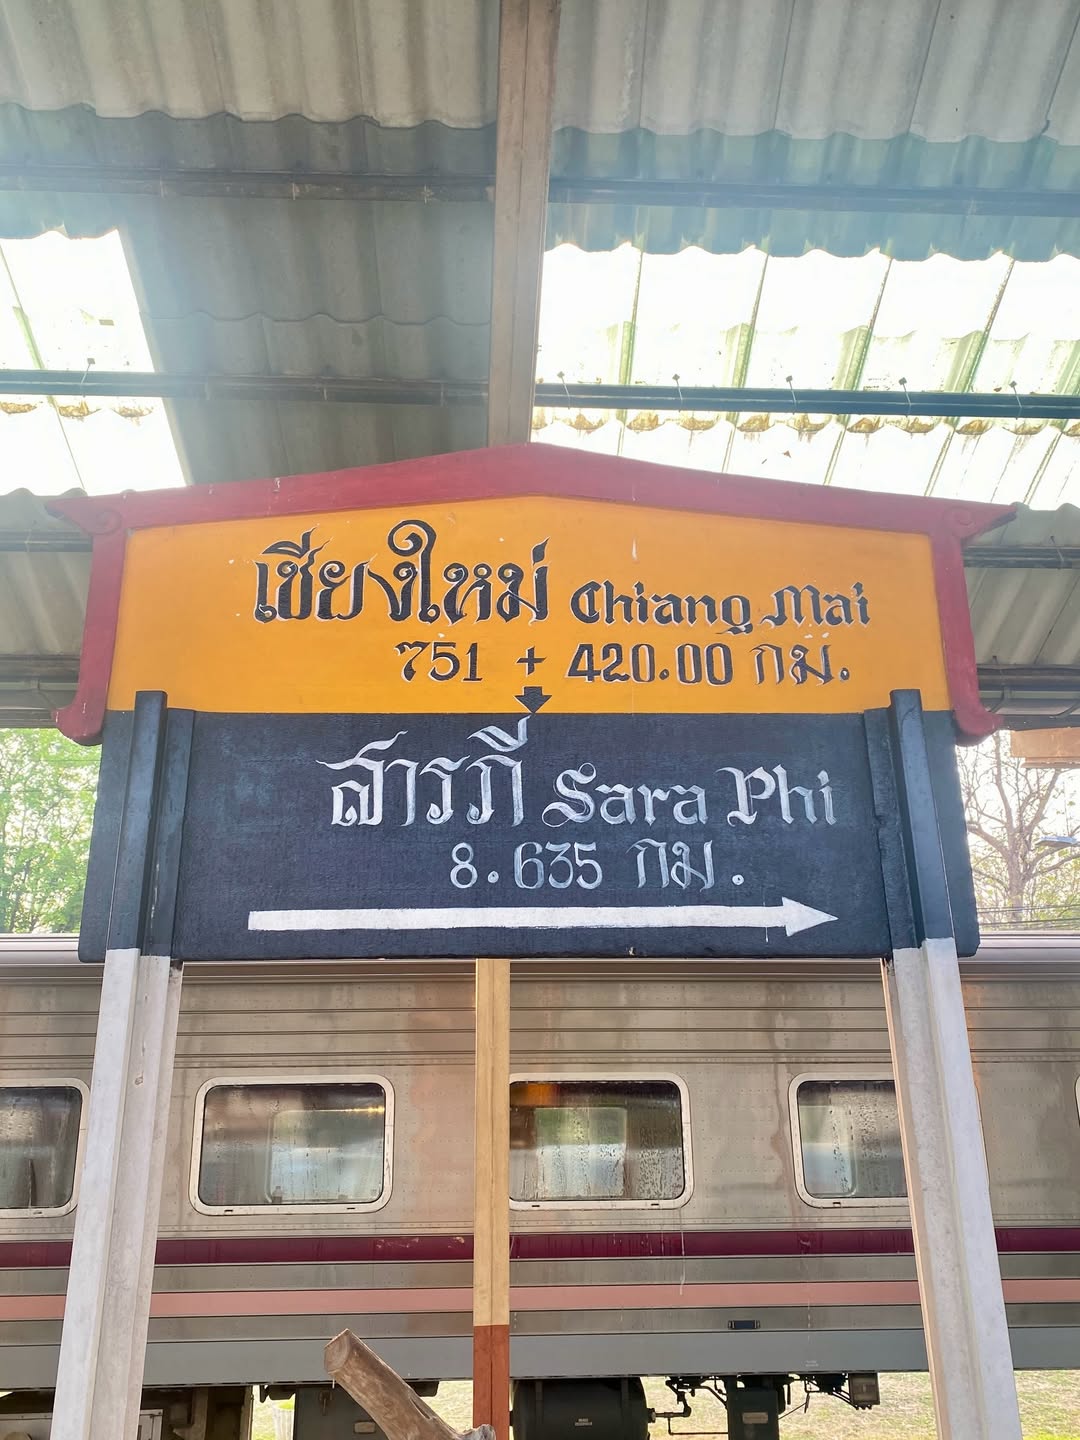 เชียงใหม่ Chiang Mai
751 + 420.00 กม.
สารภี Sara Phi
8.635 กม.